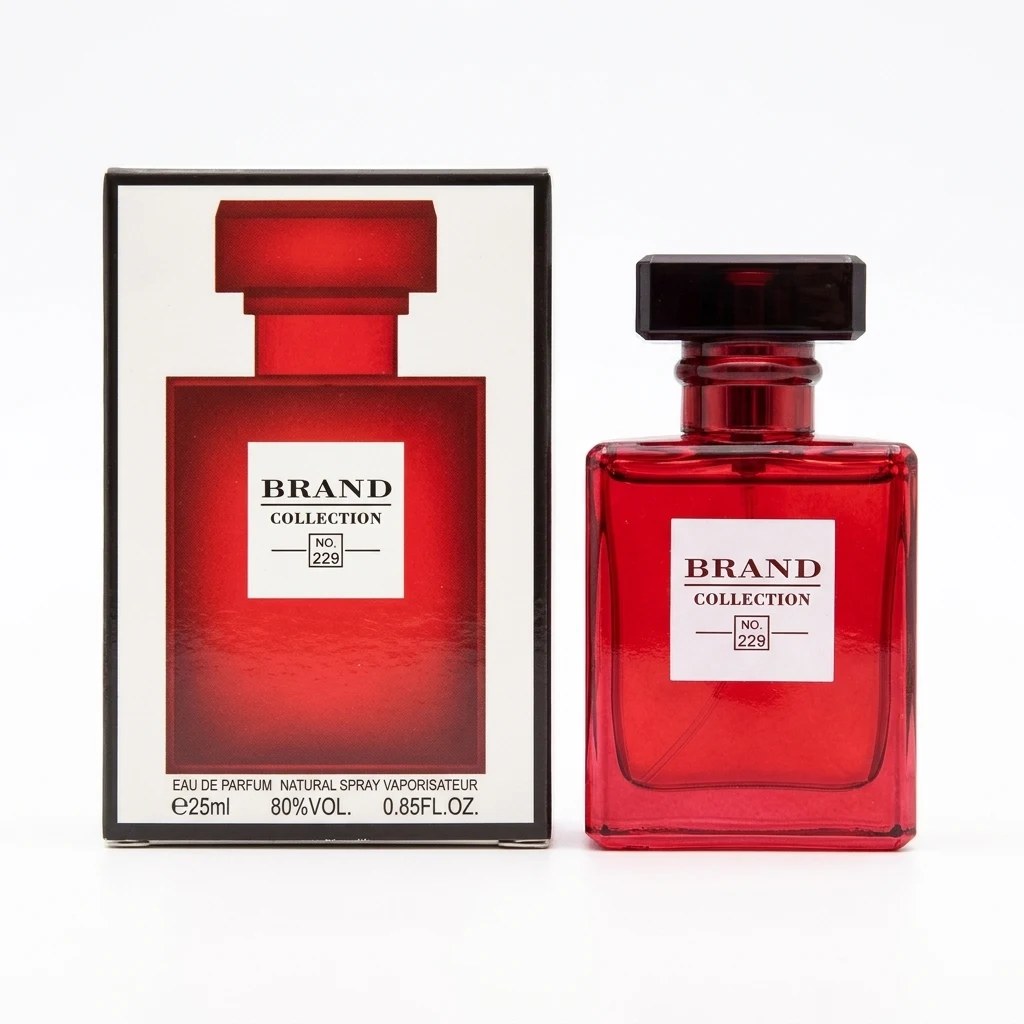 BRAND
COLLECTION
NO.
229
EAU DE PARFUM NATURAL SPRAY VAPORISATEUR
℮25ml 80%VOL. 0.85FL.OZ.
BRAND
COLLECTION
NO.
229